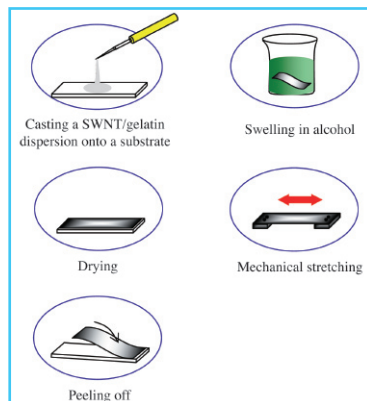 Casting a SWNT/gelatin
dispersion onto a substrate
Swelling in alcohol
Drying
Mechanical stretching
Peeling off